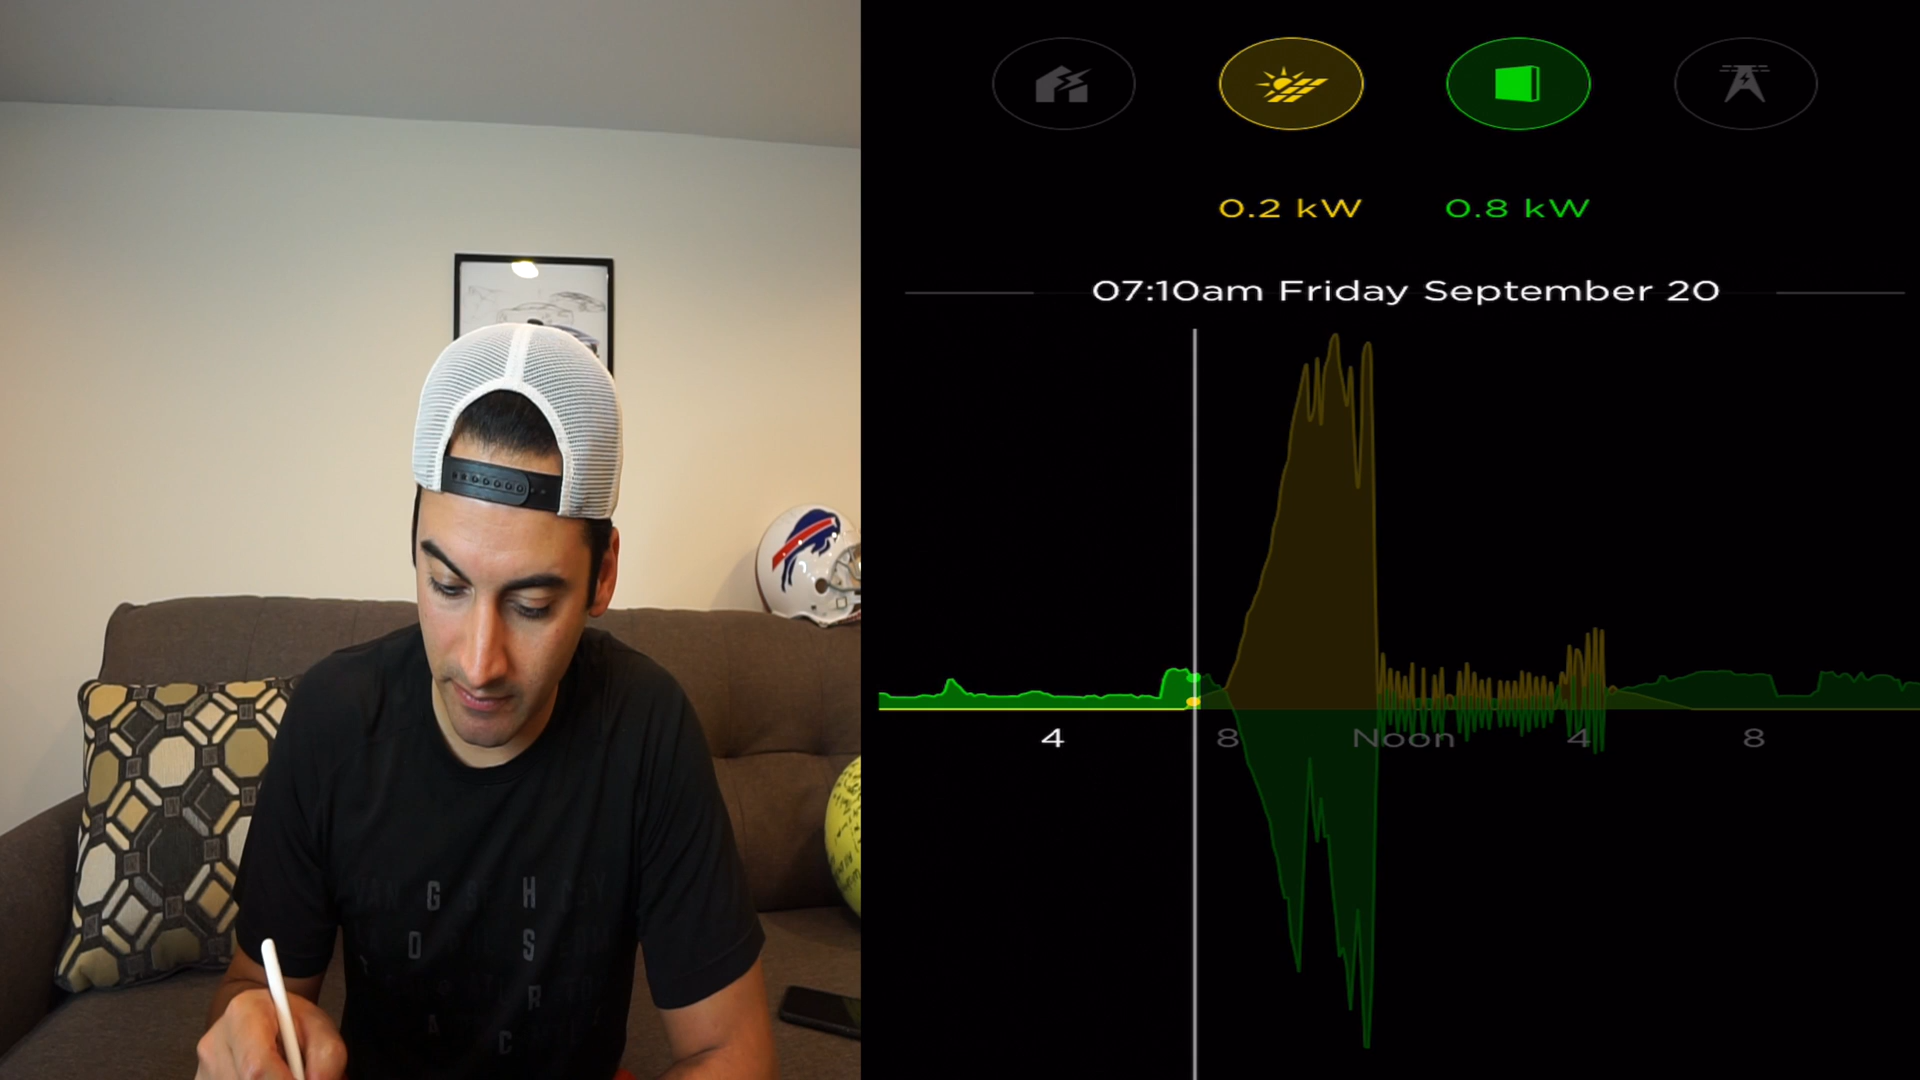 0.2 kW 0.8 kW
07:10am Friday September 20
4 8 Noon 4 8
G H
D S
R
A C